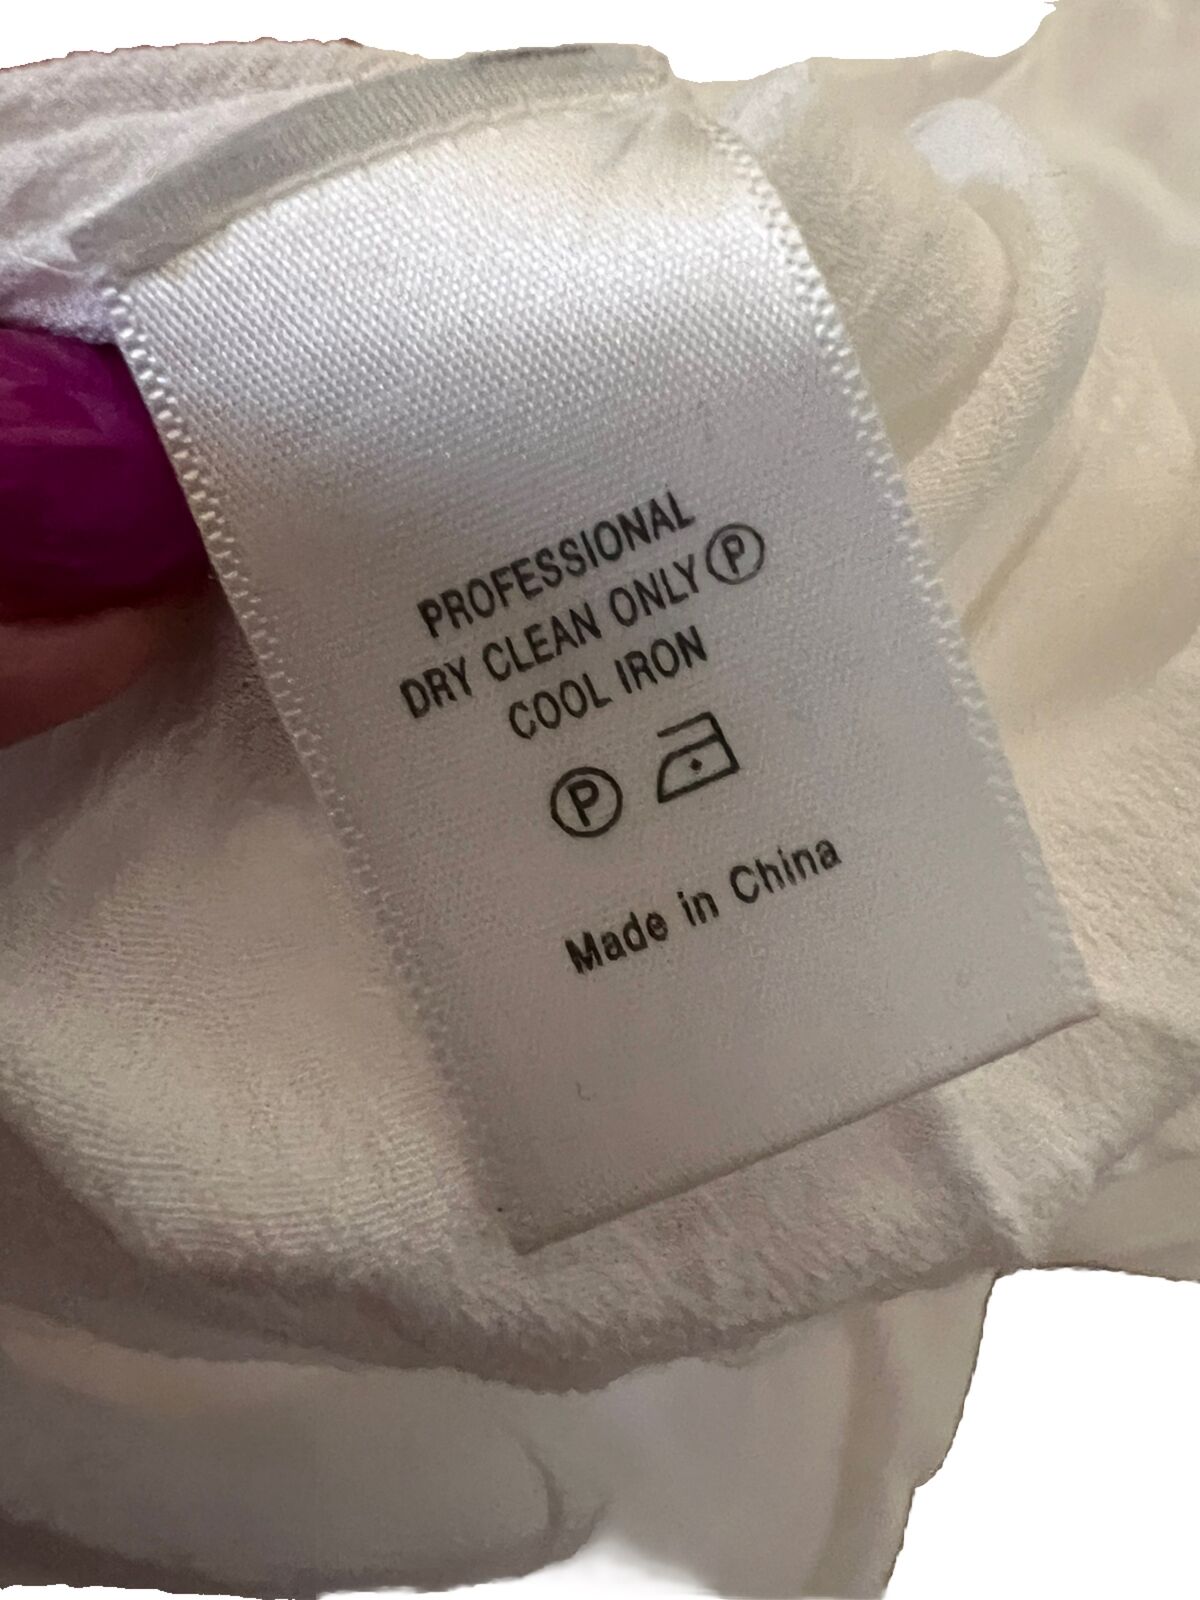 PROFESSIONAL
DRY CLEAN ONLY Ⓟ
COOL IRON
Ⓟ
Made in China